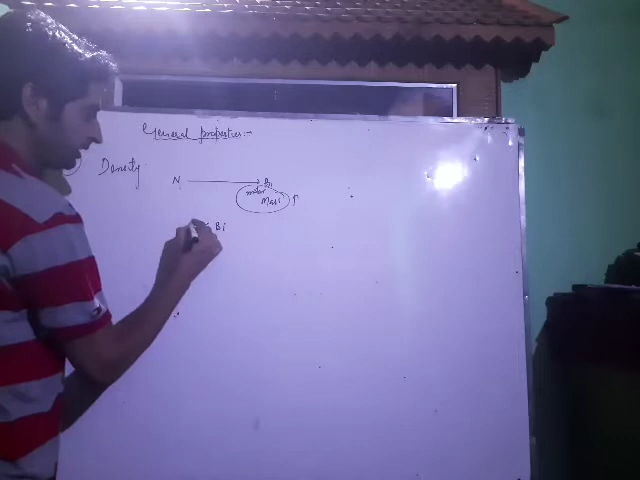 General properties:-
Density
N → Bi
molar
Mass ↑
Bi